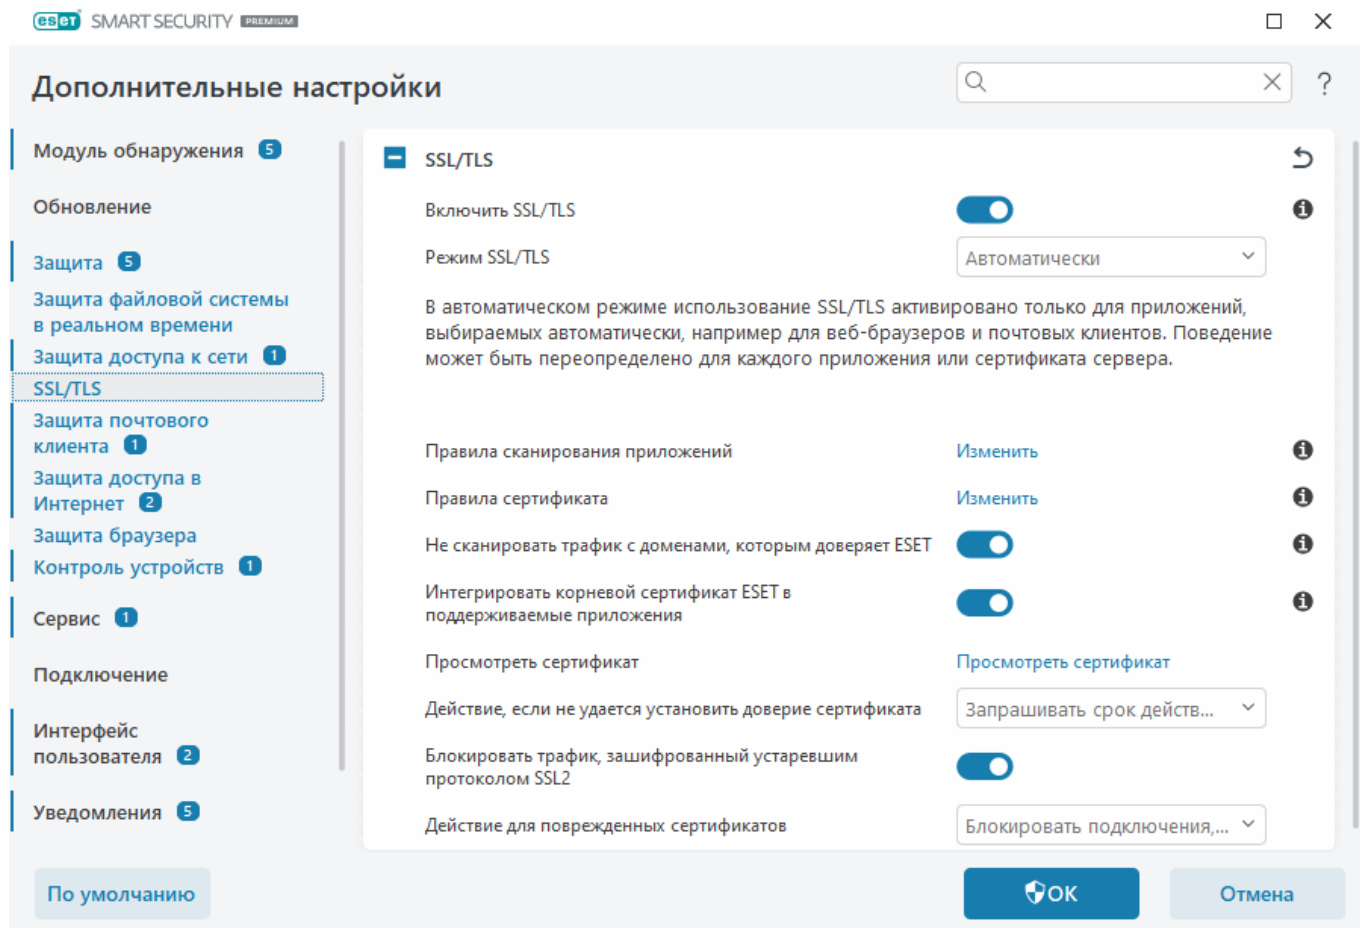 eset SMART SECURITY PREMIUM
Дополнительные настройки
?
Модуль обнаружения 5
Обновление
Защита 5
Защита файловой системы
в реальном времени
Защита доступа к сети 1
SSL/TLS
Защита почтового
клиента 1
Защита доступа в
Интернет 2
Защита браузера
Контроль устройств 1
Сервис 1
Подключение
Интерфейс
пользователя 2
Уведомления 5
SSL/TLS
Включить SSL/TLS
Режим SSL/TLS
Автоматически
В автоматическом режиме использование SSL/TLS активировано только для приложений,
выбираемых автоматически, например для веб-браузеров и почтовых клиентов. Поведение
может быть переопределено для каждого приложения или сертификата сервера.
Правила сканирования приложений
Изменить
Правила сертификата
Изменить
Не сканировать трафик с доменами, которым доверяет ESET
Интегрировать корневой сертификат ESET в
поддерживаемые приложения
Просмотреть сертификат
Просмотреть сертификат
Действие, если не удается установить доверие сертификата
Запрашивать срок действ...
Блокировать трафик, зашифрованный устаревшим
протоколом SSL2
Действие для поврежденных сертификатов
Блокировать подключения,...
По умолчанию
ОК
Отмена